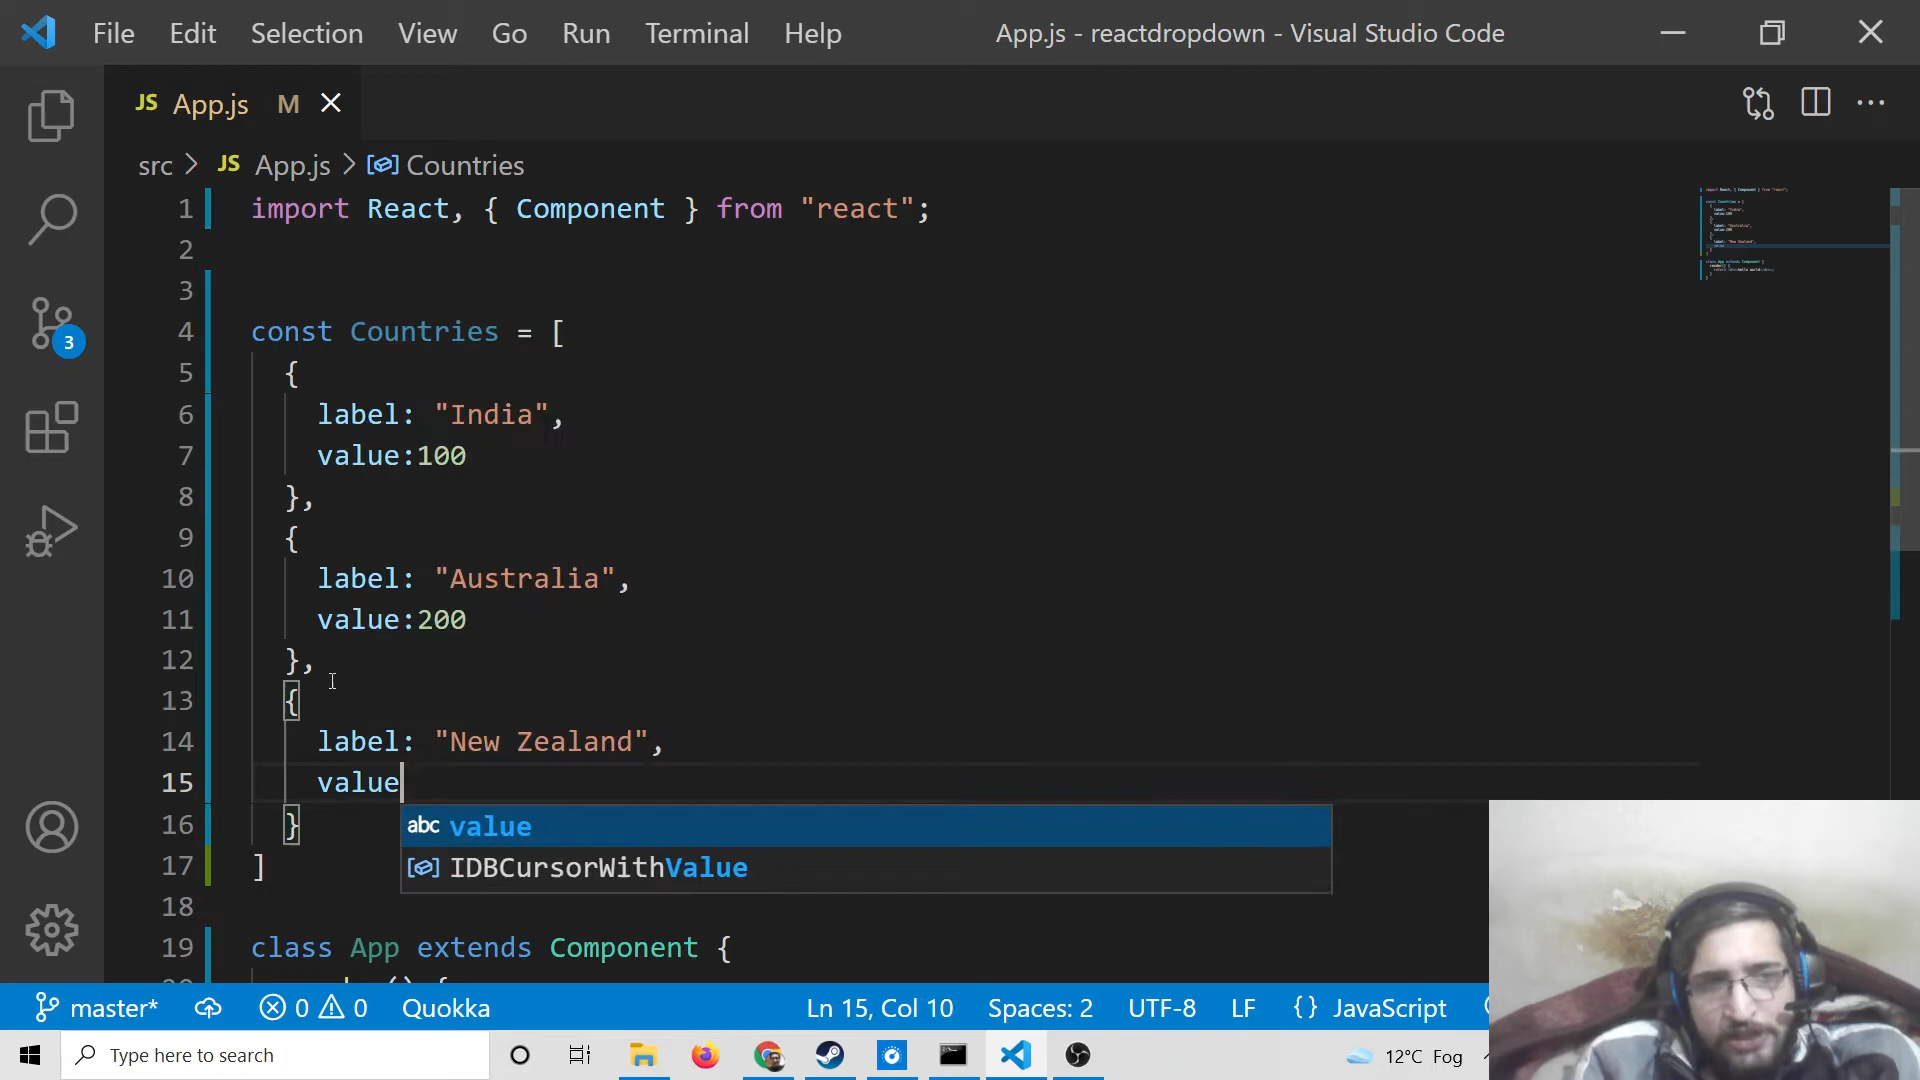 File Edit Selection View Go Run Terminal Help App.js - reactdropdown - Visual Studio Code
JS App.js M
src > JS App.js > Countries
1 import React, { Component } from "react";
2
3
4 const Countries = [
5 {
6 label: "India",
7 value:100
8 },
9 {
10 label: "Australia",
11 value:200
12 },
13 {
14 label: "New Zealand",
15 value
16 }
abc value
17 ]
IDBCursorWithValue
18
19 class App extends Component {
3
master* 0 0 Quokka Ln 15, Col 10 Spaces: 2 UTF-8 LF {} JavaScript
Type here to search 12°C Fog